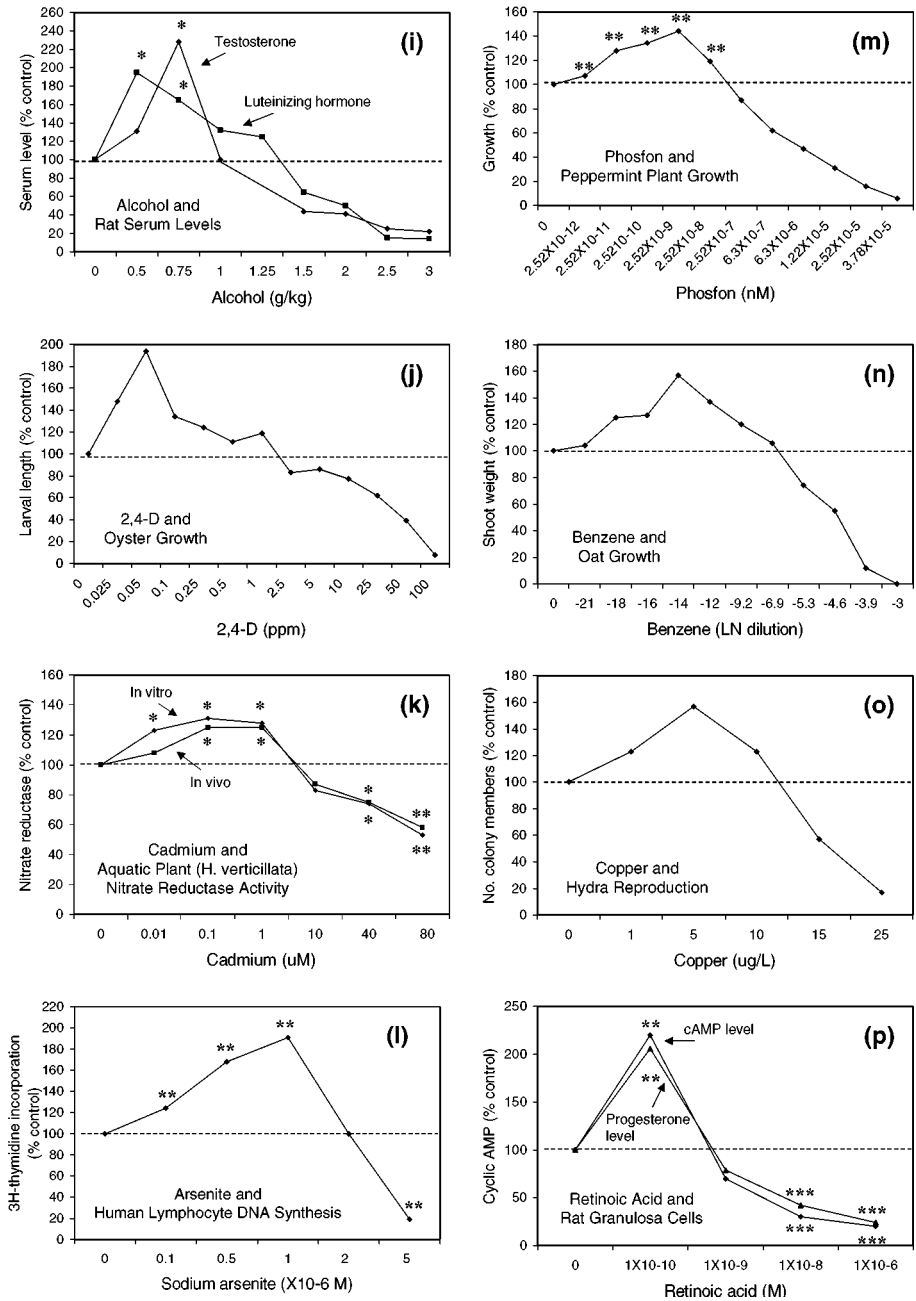 (i)
Serum level (% control)
260
240
220
200
180
160
140
120
100
80
60
40
20
0
*
*
*
Testosterone
Luteinizing hormone
Alcohol and
Rat Serum Levels
0 0.5 0.75 1 1.25 1.5 2 2.5 3
Alcohol (g/kg)
(j)
Larval length (% control)
200
180
160
140
120
100
80
60
40
20
0
2,4-D and
Oyster Growth
0 0.025 0.05 0.1 0.25 0.5 1 2.5 5 10 25 50 100
2,4-D (ppm)
(k)
Nitrate reductase (% control)
160
140
120
100
80
60
40
20
0
In vitro
* * *
* *
In vivo
* **
* **
Cadmium and
Aquatic Plant (H. verticillata)
Nitrate Reductase Activity
0 0.01 0.1 1 10 40 80
Cadmium (uM)
(l)
3H-thymidine incorporation
(% control)
220
200
180
160
140
120
100
80
60
40
20
0
** ** ** **
Arsenite and
Human Lymphocyte DNA Synthesis
0 0.1 0.5 1 2 5
Sodium arsenite (X10-6 M)
(m)
Growth (% control)
160
140
120
100
80
60
40
20
0
** ** ** ** **
Phosfon and
Peppermint Plant Growth
0 2.52X10-12 2.52X10-11 2.5210-10 2.52X10-9 2.52X10-8 2.52X10-7 6.3X10-7 6.3X10-6 1.22X10-5 2.52X10-5 3.78X10-5
Phosfon (nM)
(n)
Shoot weight (% control)
180
160
140
120
100
80
60
40
20
0
Benzene and
Oat Growth
0 -21 -18 -16 -14 -12 -9.2 -6.9 -5.3 -4.6 -3.9 -3
Benzene (LN dilution)
(o)
No. colony members (% control)
180
160
140
120
100
80
60
40
20
0
Copper and
Hydra Reproduction
0 1 5 10 15 25
Copper (ug/L)
(p)
Cyclic AMP (% control)
250
200
150
100
50
0
**
cAMP level
**
Progesterone
level
*** ***
*** ***
Retinoic Acid and
Rat Granulosa Cells
0 1X10-10 1X10-9 1X10-8 1X10-6
Retinoic acid (M)